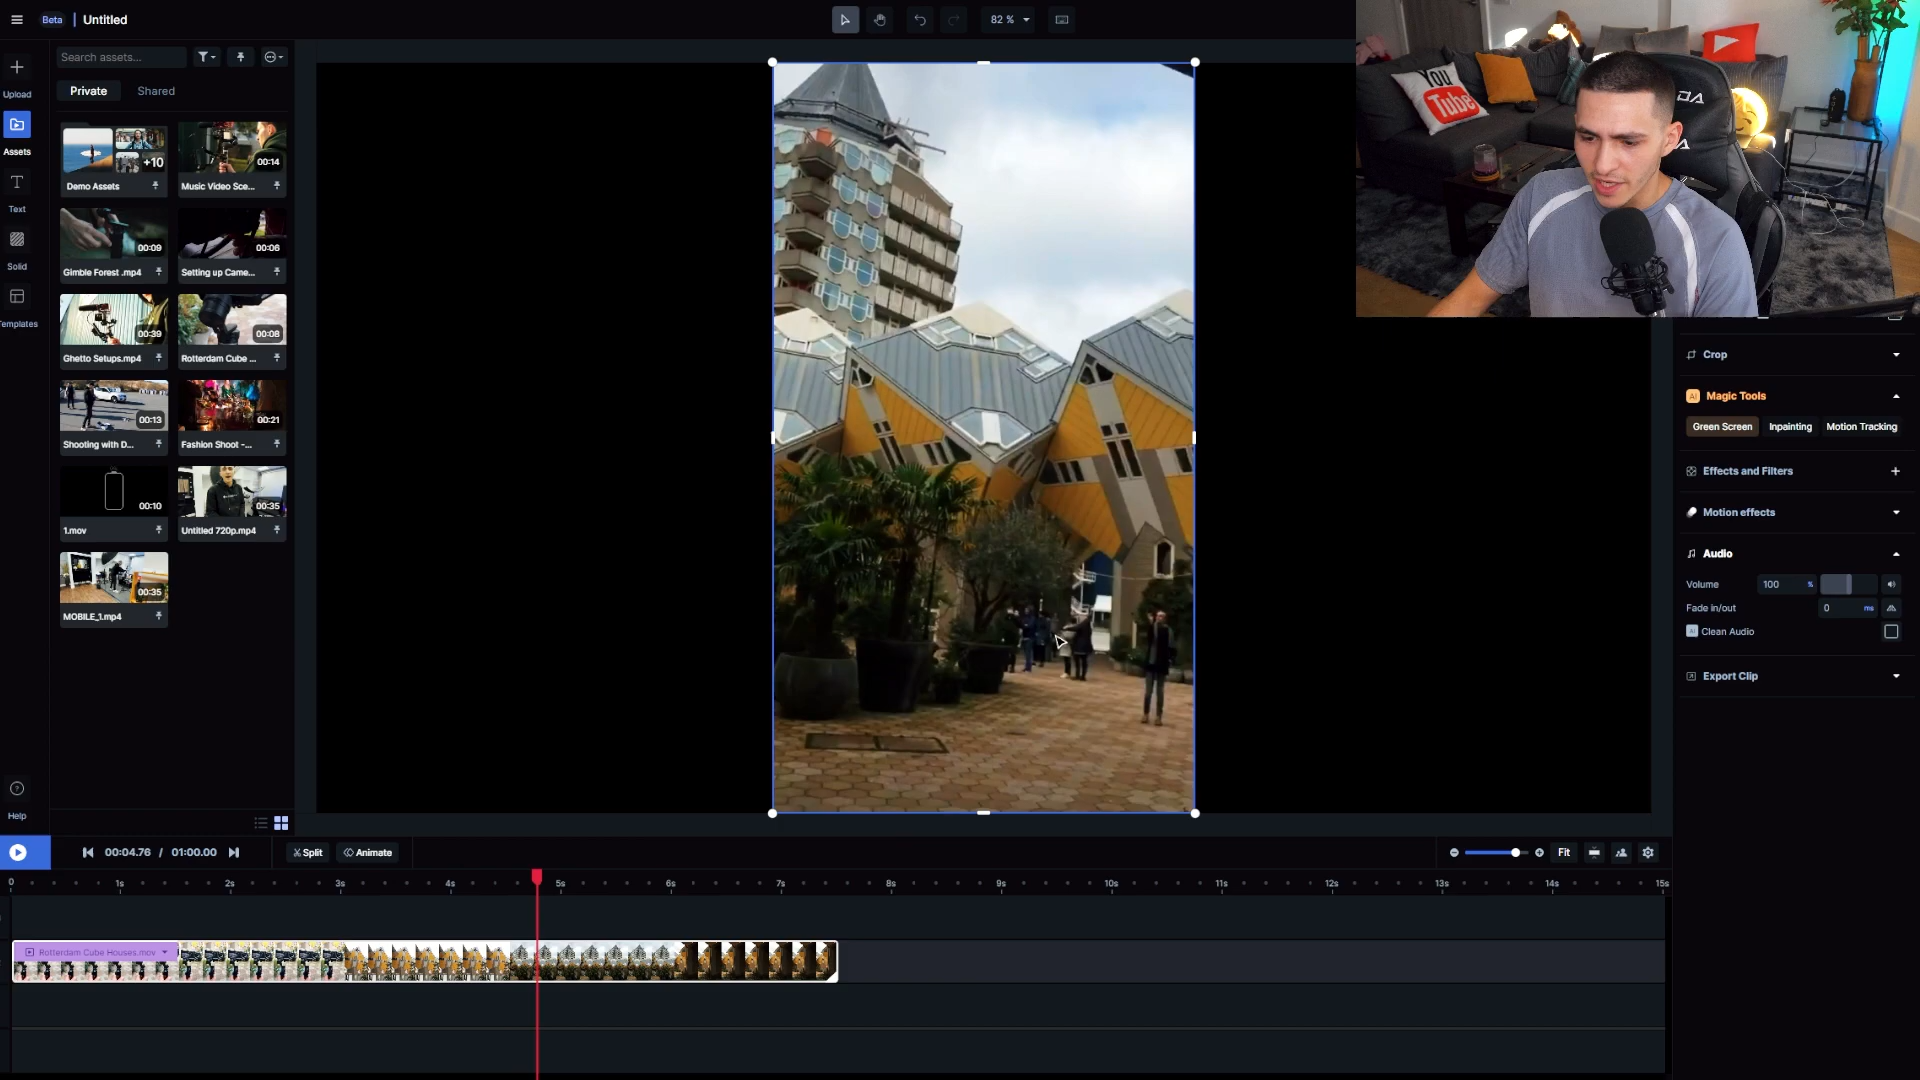 Beta | Untitled
82 %
Search assets...
Upload
Private Shared
Assets
Text
Solid
Templates
+10
Demo Assets
00:14
Music Video Sce...
00:09
Gimble Forest .mp4
00:06
Setting up Came...
00:39
Ghetto Setups.mp4
00:08
Rotterdam Cube ...
00:13
Shooting with D...
00:21
Fashion Shoot -...
00:10
1.mov
00:35
Untitled 720p.mp4
00:35
MOBILE_1.mp4
Help
You
Tube
Crop
AI Magic Tools
Green Screen Inpainting Motion Tracking
Effects and Filters
Motion effects
Audio
Volume 100 %
Fade in/out 0 ms
Clean Audio
Export Clip
00:04.76 / 01:00.00
Split
Animate
Fit
0 1s 2s 3s 4s 5s 6s 7s 8s 9s 10s 11s 12s 13s 14s 15s
Rotterdam Cube Houses.mov